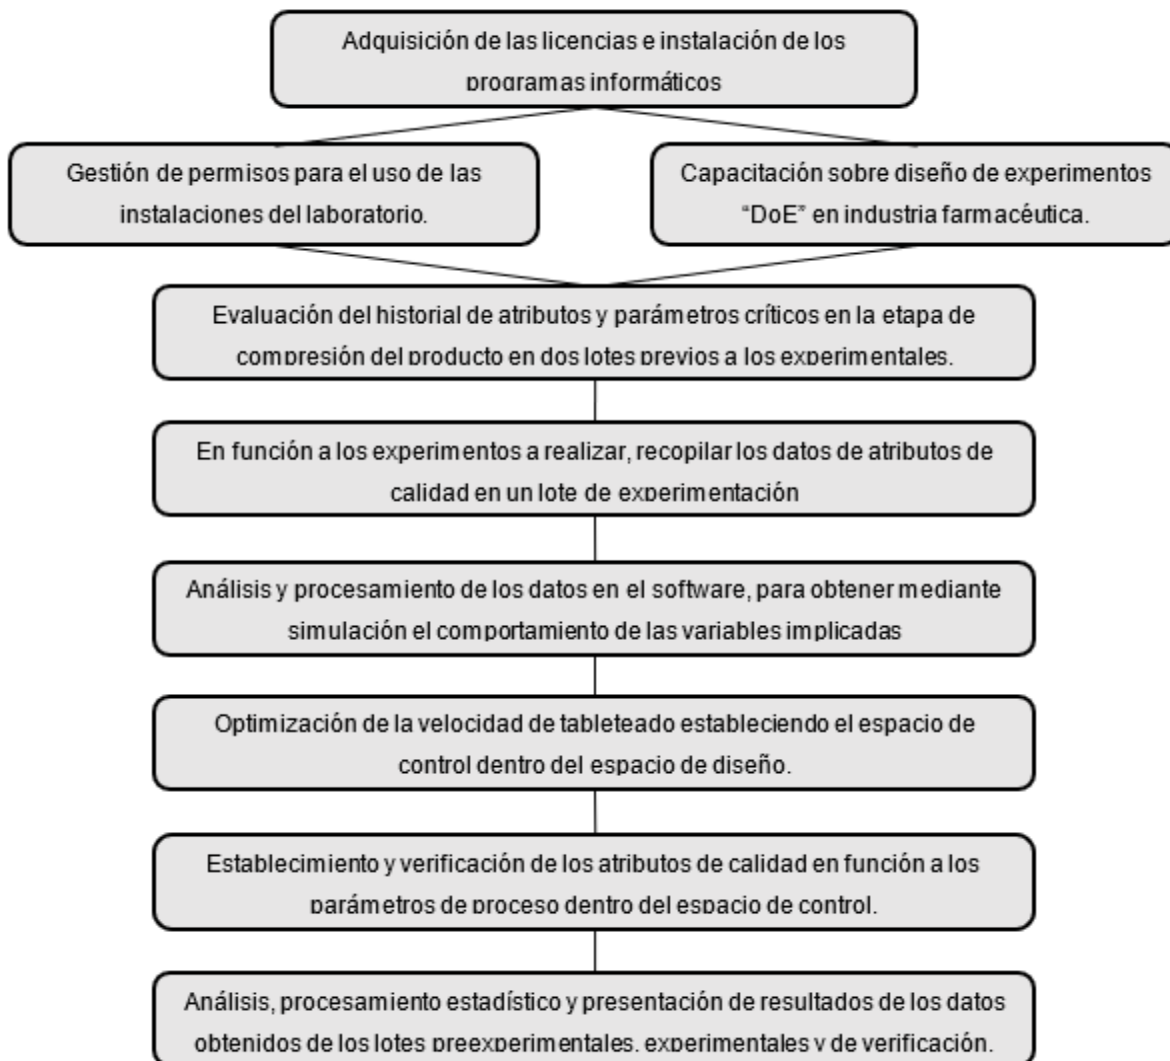 Adquisición de las licencias e instalación de los
programas informáticos
Gestión de permisos para el uso de las
instalaciones del laboratorio.
Capacitación sobre diseño de experimentos
“DoE” en industria farmacéutica.
Evaluación del historial de atributos y parámetros críticos en la etapa de
compresión del producto en dos lotes previos a los experimentales.
En función a los experimentos a realizar, recopilar los datos de atributos de
calidad en un lote de experimentación
Análisis y procesamiento de los datos en el software, para obtener mediante
simulación el comportamiento de las variables implicadas
Optimización de la velocidad de tableteado estableciendo el espacio de
control dentro del espacio de diseño.
Establecimiento y verificación de los atributos de calidad en función a los
parámetros de proceso dentro del espacio de control.
Análisis, procesamiento estadístico y presentación de resultados de los datos
obtenidos de los lotes preexperimentales, experimentales y de verificación.